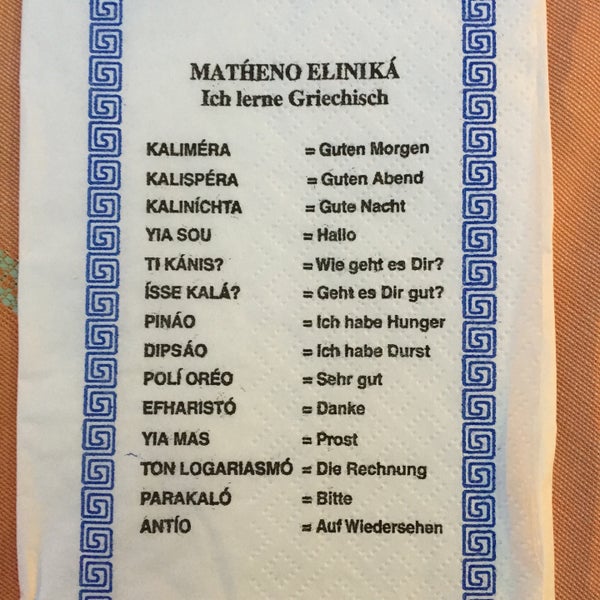 MATHÉNO ELINIKÁ
Ich lerne Griechisch
KALIMÉRA = Guten Morgen
KALISPÉRA = Guten Abend
KALINÍCHTA = Gute Nacht
YIA SOU = Hallo
TI KÁNIS? = Wie geht es Dir?
ÍSSE KALÁ? = Geht es Dir gut?
PINÁO = Ich habe Hunger
DIPSÁO = Ich habe Durst
POLÍ ORÉO = Sehr gut
EFHARISTÓ = Danke
YIA MAS = Prost
TON LOGARIASMÓ = Die Rechnung
PARAKALÓ = Bitte
ANTÍO = Auf Wiedersehen